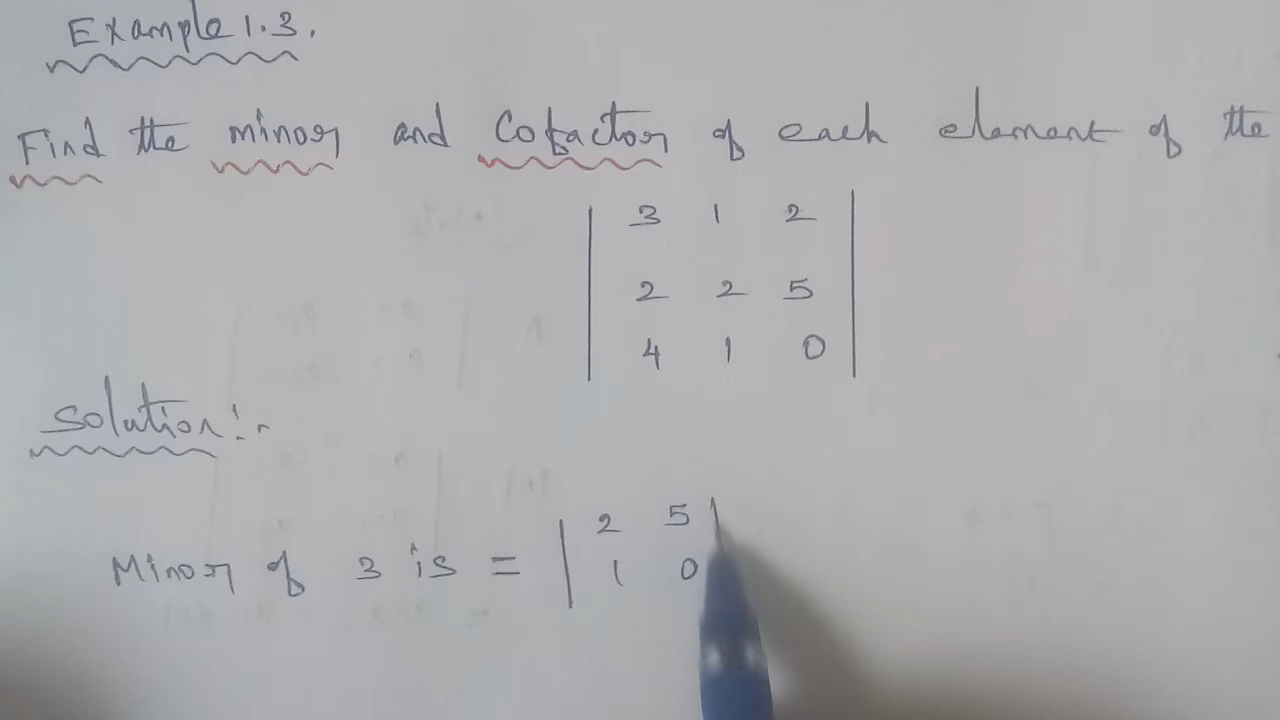 Example 1.3.
Find the minor and Cofactor of each element of the
3 1 2
2 2 5
4 1 0
Solution:-
Minor of 3 is = | 2 5 |
1 0